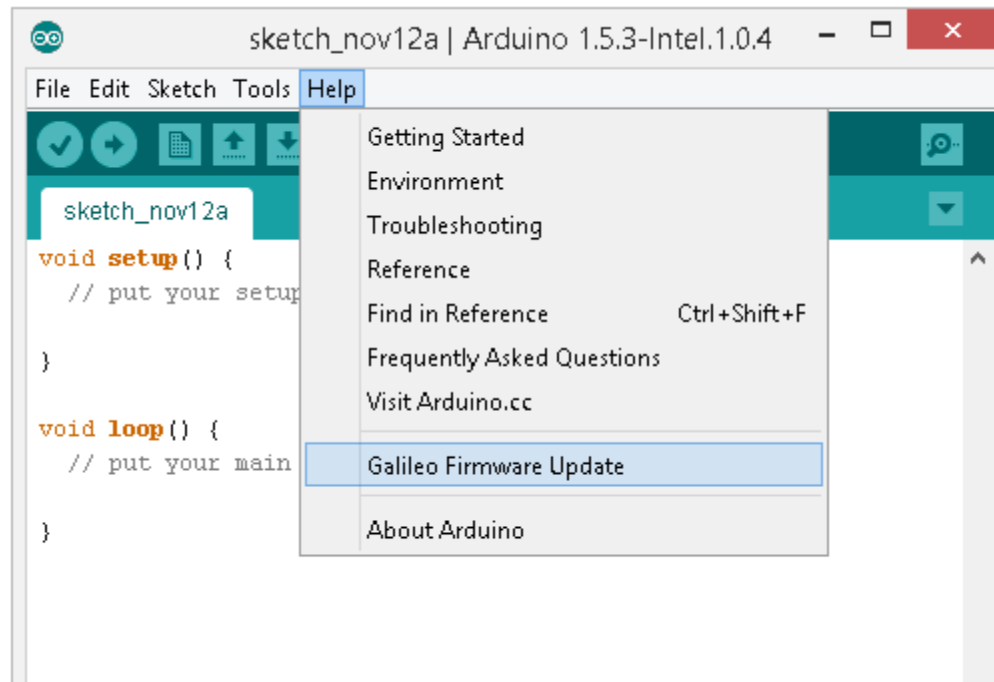 sketch_nov12a | Arduino 1.5.3-Intel.1.0.4
File Edit Sketch Tools Help
Getting Started
Environment
Troubleshooting
Reference
Find in Reference Ctrl+Shift+F
Frequently Asked Questions
Visit Arduino.cc
Galileo Firmware Update
About Arduino
sketch_nov12a
void setup() {
// put your setup
}
void loop() {
// put your main
}